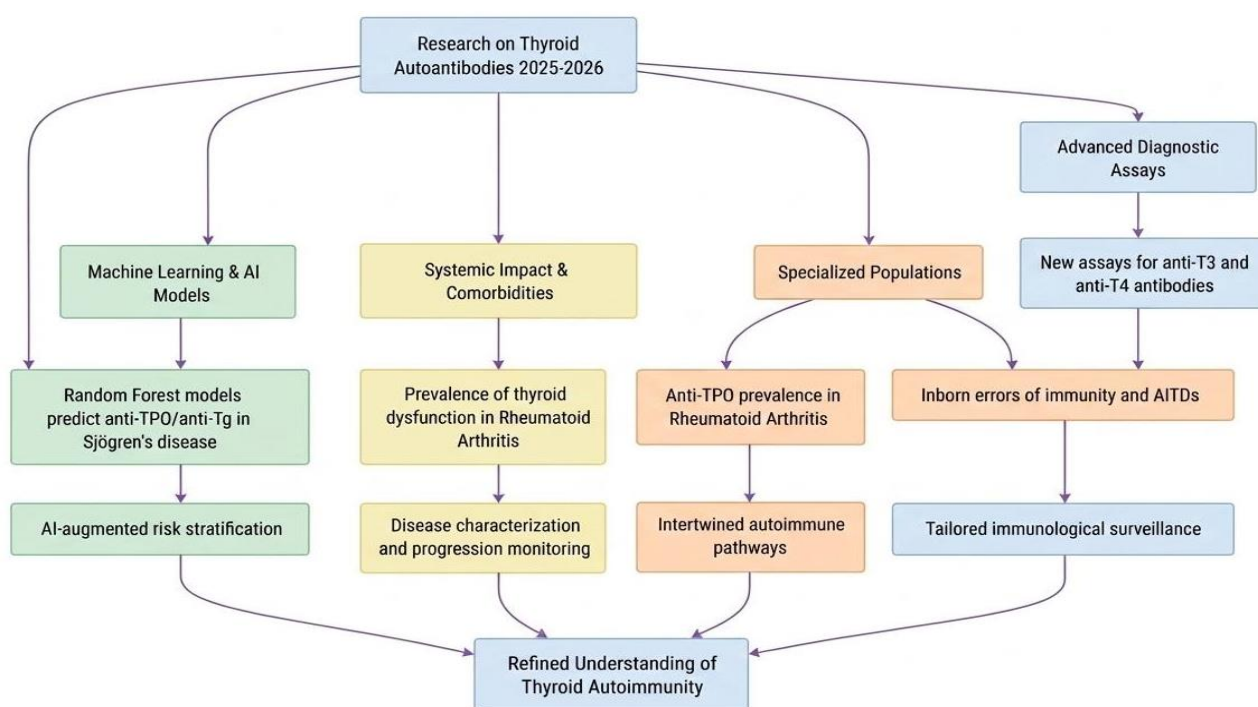 Research on Thyroid
Autoantibodies 2025-2026
Advanced Diagnostic
Assays
Machine Learning & AI
Models
Systemic Impact &
Comorbidities
Specialized Populations
New assays for anti-T3 and
anti-T4 antibodies
Random Forest models
predict anti-TPO/anti-Tg in
Sjögren's disease
Prevalence of thyroid
dysfunction in Rheumatoid
Arthritis
Anti-TPO prevalence in
Rheumatoid Arthritis
Inborn errors of immunity and AITDs
AI-augmented risk stratification
Disease characterization
and progression monitoring
Intertwined autoimmune
pathways
Tailored immunological surveillance
Refined Understanding of
Thyroid Autoimmunity